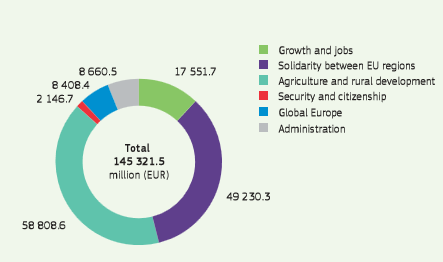 8 660.5
17 551.7
8 408.4
2 146.7
Total
145 321.5
million (EUR)
49 230.3
58 808.6
Growth and jobs
Solidarity between EU regions
Agriculture and rural development
Security and citizenship
Global Europe
Administration